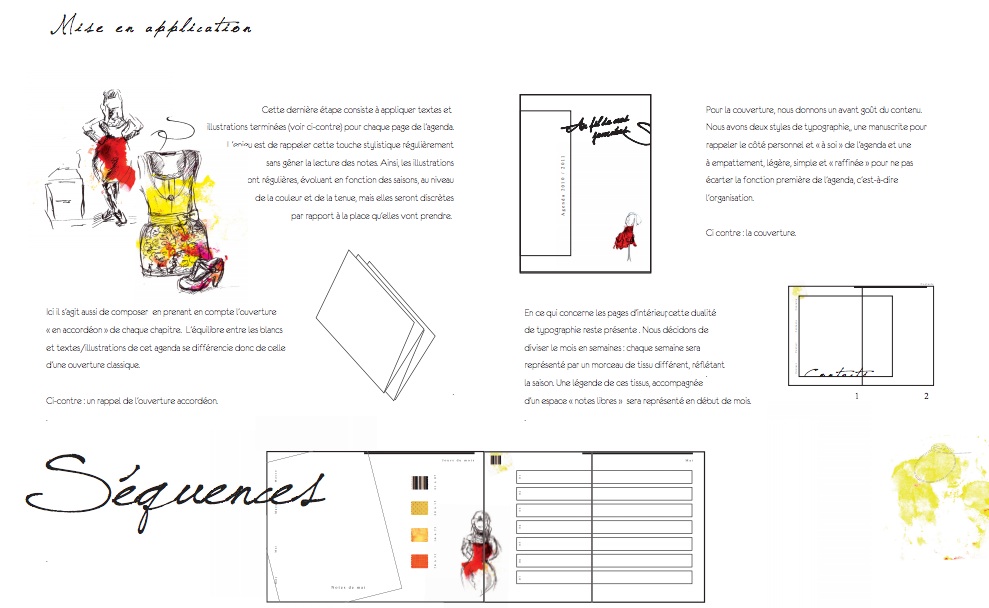 Mise en application
Cette dernière étape consiste à appliquer textes et
illustrations terminées (voir ci-contre) pour chaque page de l'agenda.
L'enjeu est de rappeler cette touche stylistique régulièrement
sans gêner la lecture des notes. Ainsi, les illustrations
ont régulières, évoluant en fonction des saisons, au niveau
de la couleur et de la tenue, mais elles seront discrètes
par rapport à la place qu'elles vont prendre.
Ici il s'agit aussi de composer en prenant en compte l'ouverture
« en accordéon » de chaque chapitre. L'équilibre entre les blancs
et textes/illustrations de cet agenda se différencie donc de celle
d'une ouverture classique.
Ci-contre : un rappel de l'ouverture accordéon.
Au fil de nos
journées
Agenda 2010 / 2011
Pour la couverture, nous donnons un avant goût du contenu.
Nous avons deux styles de typographie,, une manuscrite pour
rappeler le côté personnel et « à soi » de l'agenda et une
à empattement, légère, simple et « raffinée » pour ne pas
écarter la fonction première de l'agenda, c'est-à-dire
l'organisation.
Ci contre : la couverture.
En ce qui concerne les pages d'intérieur,cette dualité
de typographie reste présente . Nous décidons de
diviser le mois en semaines : chaque semaine sera
représenté par un morceau de tissu différent, réflétant
la saison. Une légende de ces tissus, accompagnée
d'un espace « notes libres » sera représenté en début de mois.
Contacts
1
2
Séquences
Notes de mai
Mai